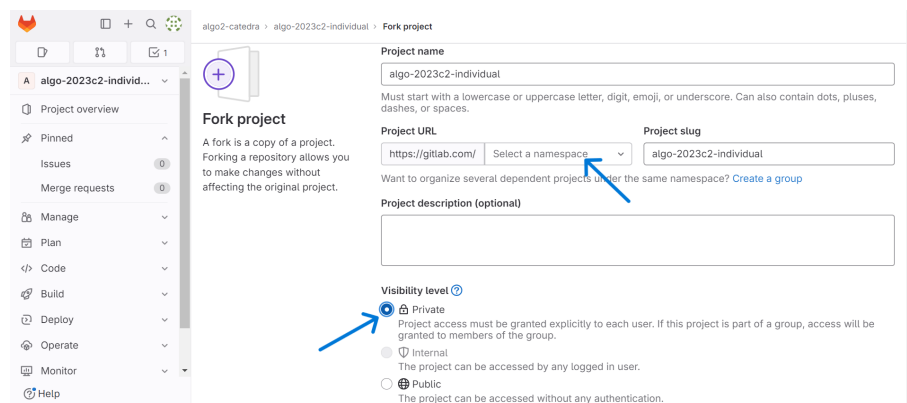 algo2-catedra > algo-2023c2-individual > Fork project
1
A algo-2023c2-individ...
Project overview
Pinned
Issues 0
Merge requests 0
Manage
Plan
Code
Build
Deploy
Operate
Monitor
Help
Fork project
A fork is a copy of a project.
Forking a repository allows you
to make changes without
affecting the original project.
Project name
algo-2023c2-individual
Must start with a lowercase or uppercase letter, digit, emoji, or underscore. Can also contain dots, pluses,
dashes, or spaces.
Project URL
https://gitlab.com/ Select a namespace
Project slug
algo-2023c2-individual
Want to organize several dependent projects under the same namespace? Create a group
Project description (optional)
Visibility level
Private
Project access must be granted explicitly to each user. If this project is part of a group, access will be
granted to members of the group.
Internal
The project can be accessed by any logged in user.
Public
The project can be accessed without any authentication.